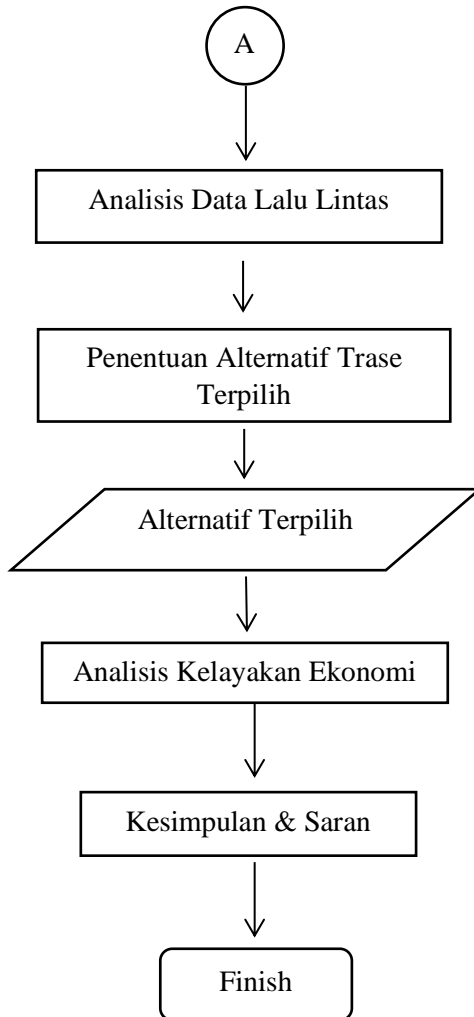 A
Analisis Data Lalu Lintas
Penentuan Alternatif Trase
Terpilih
Alternatif Terpilih
Analisis Kelayakan Ekonomi
Kesimpulan & Saran
Finish